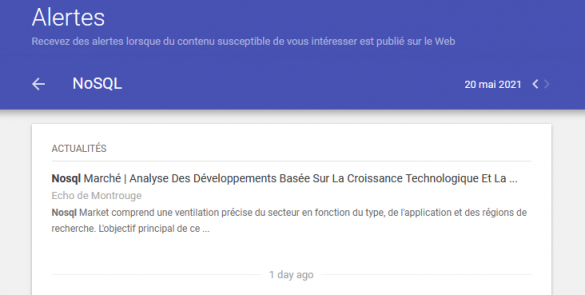 Alertes
Recevez des alertes lorsque du contenu susceptible de vous intéresser est publié sur le Web
NoSQL
20 mai 2021
ACTUALITÉS
Nosql Marché | Analyse Des Développements Basée Sur La Croissance Technologique Et La ...
Echo de Montrouge
Nosql Market comprend une ventilation précise du secteur en fonction du type, de l'application et des régions de
recherche. L'objectif principal de ce ...
1 day ago